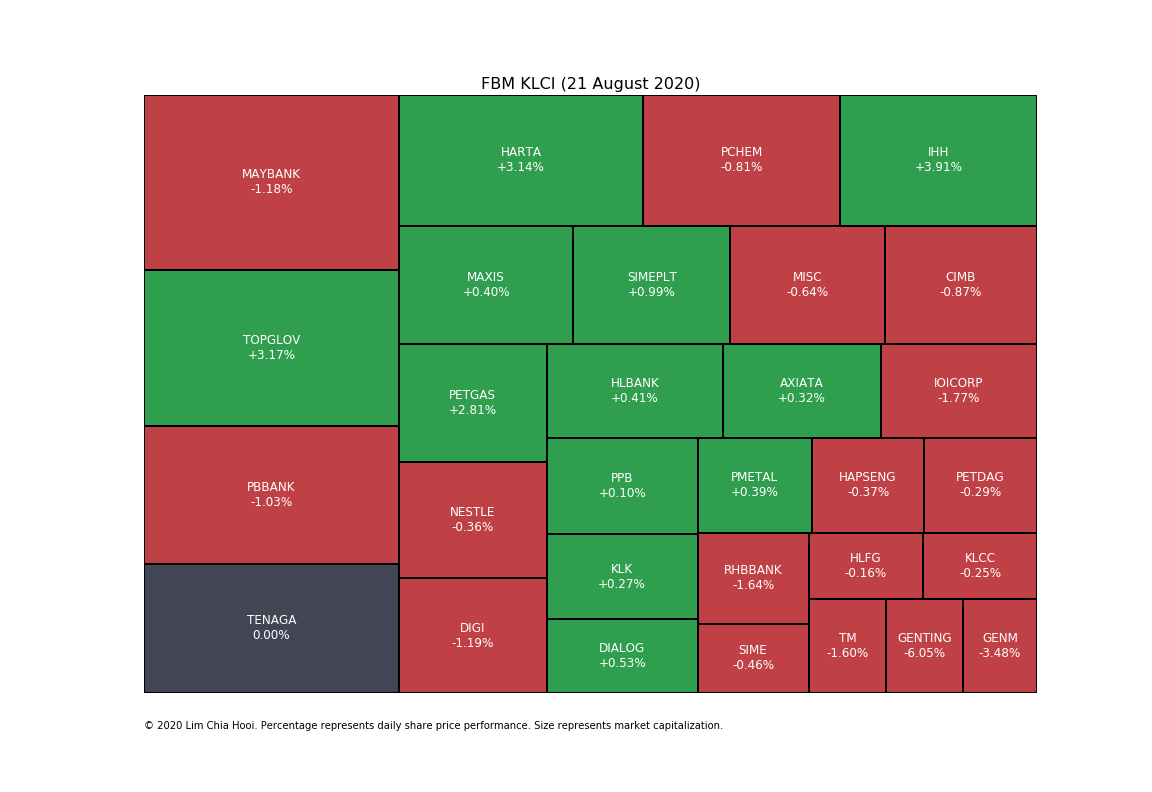 FBM KLCI (21 August 2020)
MAYBANK
-1.18%
TOPGLOV
+3.17%
PBBANK
-1.03%
TENAGA
0.00%
HARTA
+3.14%
PCHEM
-0.81%
IHH
+3.91%
MAXIS
+0.40%
SIMEPLT
+0.99%
MISC
-0.64%
CIMB
-0.87%
PETGAS
+2.81%
NESTLE
-0.36%
DIGI
-1.19%
HLBANK
+0.41%
AXIATA
+0.32%
IOICORP
-1.77%
PPB
+0.10%
KLK
+0.27%
DIALOG
+0.53%
PMETAL
+0.39%
HAPSENG
-0.37%
PETDAG
-0.29%
RHBBANK
-1.64%
SIME
-0.46%
HLFG
-0.16%
KLCC
-0.25%
TM
-1.60%
GENTING
-6.05%
GENM
-3.48%
© 2020 Lim Chia Hooi. Percentage represents daily share price performance. Size represents market capitalization.